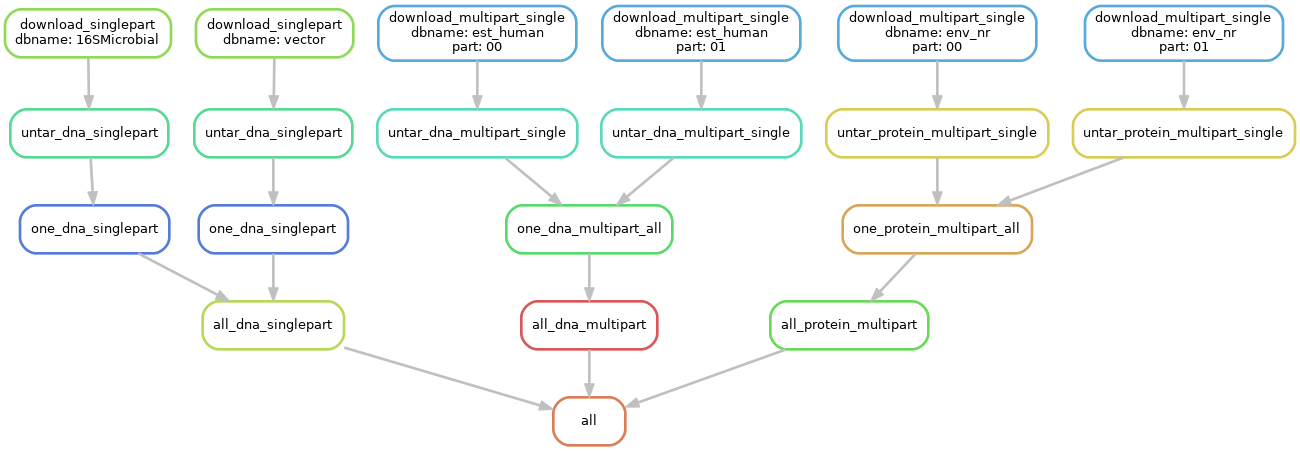 download_singlepart
dbname: 16SMicrobial
download_singlepart
dbname: vector
download_multipart_single
dbname: est_human
part: 00
download_multipart_single
dbname: est_human
part: 01
download_multipart_single
dbname: env_nr
part: 00
download_multipart_single
dbname: env_nr
part: 01
untar_dna_singlepart
untar_dna_singlepart
untar_dna_multipart_single
untar_dna_multipart_single
untar_protein_multipart_single
untar_protein_multipart_single
one_dna_singlepart
one_dna_singlepart
one_dna_multipart_all
one_protein_multipart_all
all_dna_singlepart
all_dna_multipart
all_protein_multipart
all